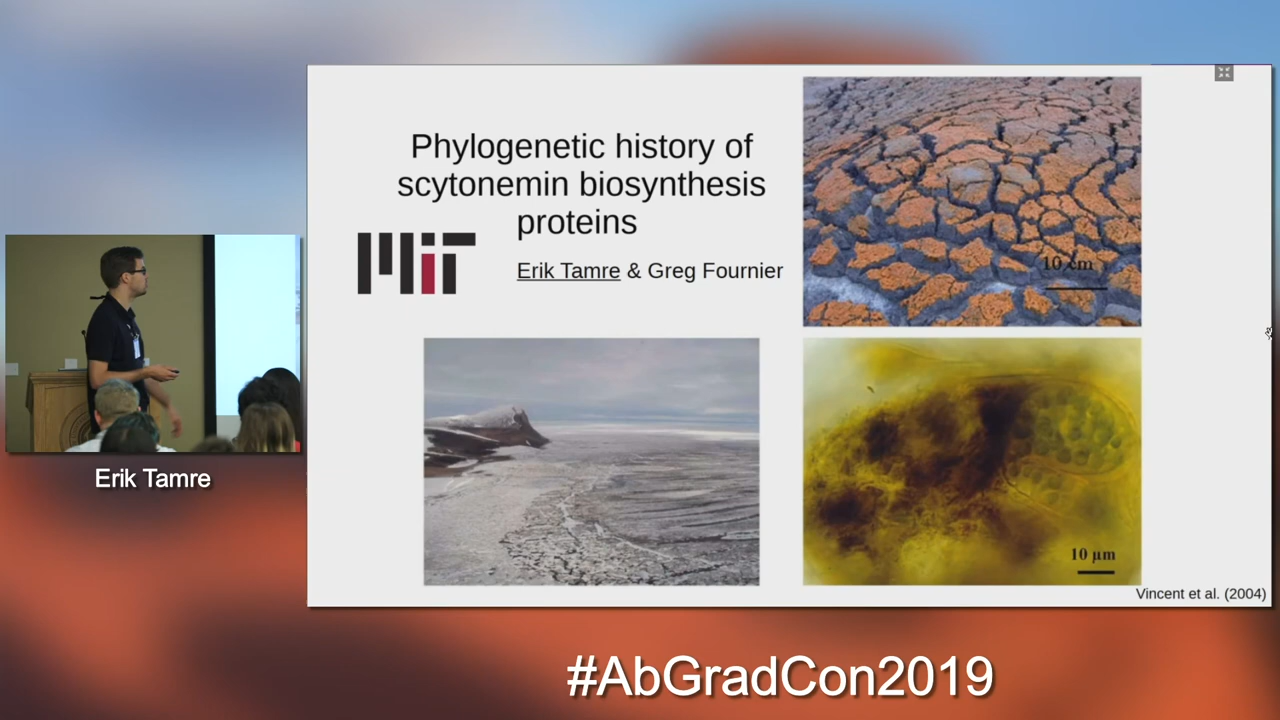 Phylogenetic history of
scytonemin biosynthesis
proteins
MIT
Erik Tamre & Greg Fournier
10 cm
10 µm
Vincent et al. (2004)
Erik Tamre
#AbGradCon2019